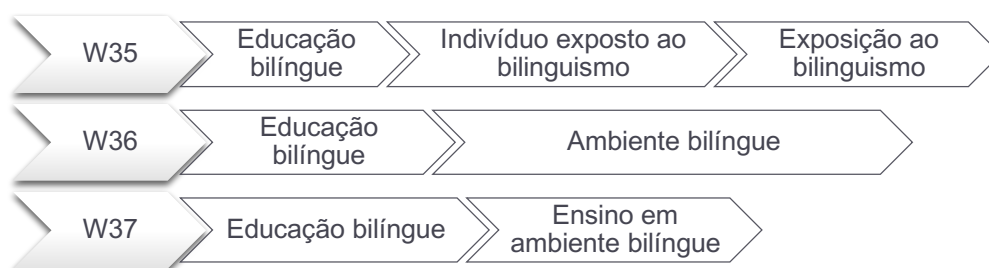 W35
Educação
bilíngue
Indivíduo exposto ao
bilinguismo
Exposição ao
bilinguismo
W36
Educação
bilíngue
Ambiente bilíngue
W37
Educação bilíngue
Ensino em
ambiente bilíngue